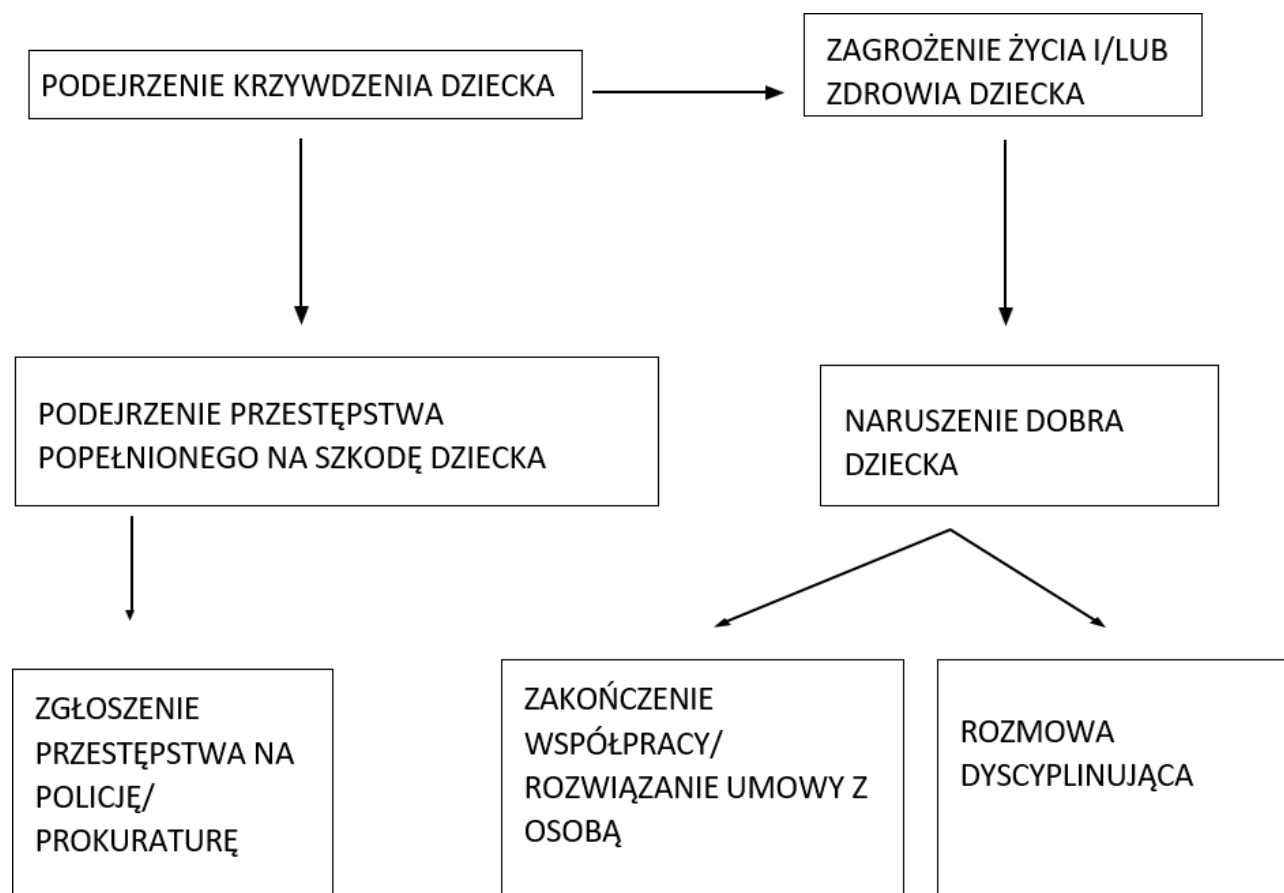 PODEJRZENIE KRZYWDZENIA DZIECKA
ZAGROŻENIE ŻYCIA I/LUB
ZDROWIA DZIECKA
PODEJRZENIE PRZESTĘPSTWA
POPEŁNIONEGO NA SZKODĘ DZIECKA
NARUSZENIE DOBRA
DZIECKA
ZGŁOSZENIE
PRZESTĘPSTWA NA
POLICJĘ/
PROKURATURĘ
ZAKOŃCZENIE
WSPÓŁPRACY/
ROZWIĄZANIE UMOWY Z
OSOBĄ
ROZMOWA
DYSCYPLINUJĄCA